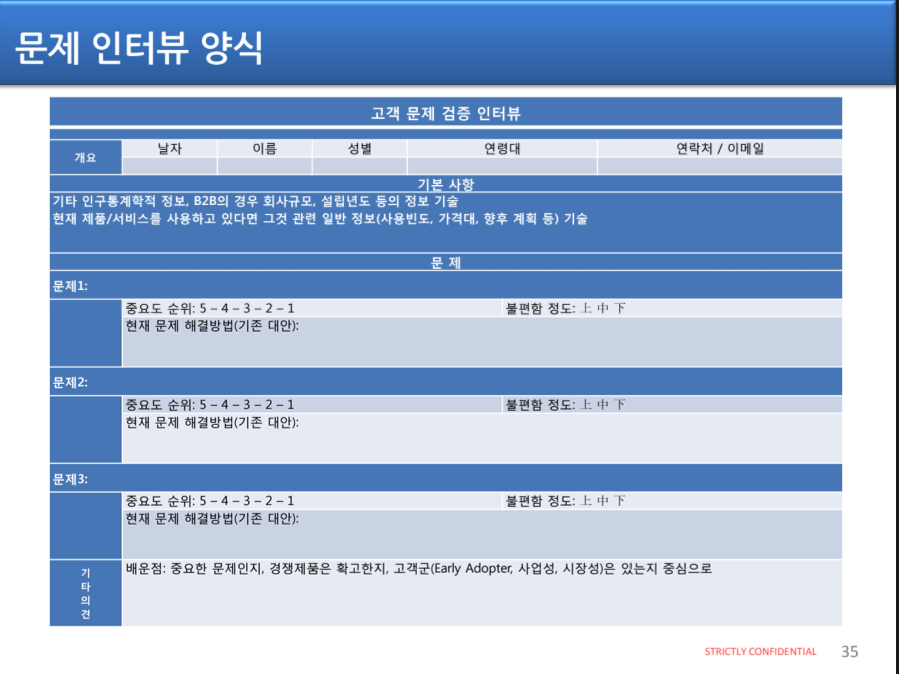 문제 인터뷰 양식
고객 문제 검증 인터뷰
개요
날자 이름 성별 연령대 연락처 / 이메일
기본 사항
기타 인구통계학적 정보, B2B의 경우 회사규모, 설립년도 등의 정보 기술
현재 제품/서비스를 사용하고 있다면 그것 관련 일반 정보(사용빈도, 가격대, 향후 계획 등) 기술
문 제
문제1:
중요도 순위: 5 – 4 – 3 – 2 – 1 불편함 정도: 上 中 下
현재 문제 해결방법(기존 대안):
문제2:
중요도 순위: 5 – 4 – 3 – 2 – 1 불편함 정도: 上 中 下
현재 문제 해결방법(기존 대안):
문제3:
중요도 순위: 5 – 4 – 3 – 2 – 1 불편함 정도: 上 中 下
현재 문제 해결방법(기존 대안):
기
타
의
견
배운점: 중요한 문제인지, 경쟁제품은 확고한지, 고객군(Early Adopter, 사업성, 시장성)은 있는지 중심으로
STRICTLY CONFIDENTIAL 35